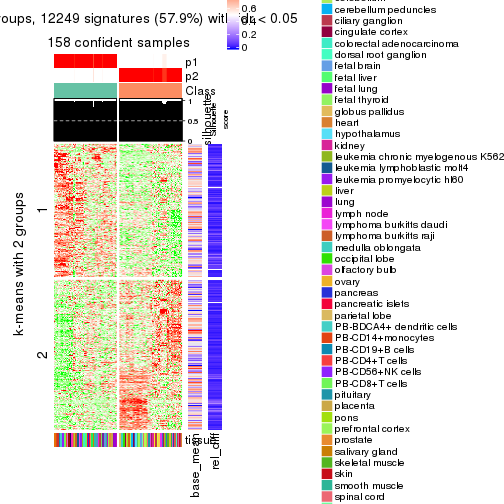 roups, 12249 signatures (57.9%) with fdr < 0.05
158 confident samples
p1
p2
Class
1
0.5
0
silhouette
score
k-means with 2 groups
1
2
tissue
base_mean
rel_diff
0.6
0.4
0.2
0
cerebellum peduncles
ciliary ganglion
cingulate cortex
colorectal adenocarcinoma
dorsal root ganglion
fetal brain
fetal liver
fetal lung
fetal thyroid
globus pallidus
heart
hypothalamus
kidney
leukemia chronic myelogenous K562
leukemia lymphoblastic molt4
leukemia promyelocytic hl60
liver
lung
lymph node
lymphoma burkitts daudi
lymphoma burkitts raji
medulla oblongata
occipital lobe
olfactory bulb
ovary
pancreas
pancreatic islets
parietal lobe
PB-BDCA4+ dendritic cells
PB-CD14+monocytes
PB-CD19+B cells
PB-CD4+T cells
PB-CD56+NK cells
PB-CD8+T cells
pituitary
placenta
pons
prefrontal cortex
prostate
salivary gland
skeletal muscle
skin
smooth muscle
spinal cord